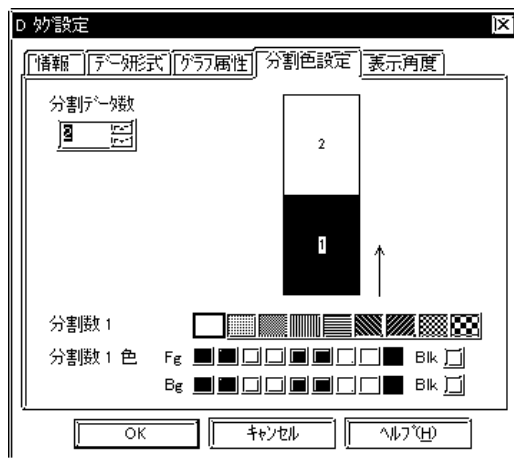 D ﾀｸﾞ設定
情報 ﾃﾞｰﾀ形式 ｸﾞﾗﾌ属性 分割色設定 表示角度
分割ﾃﾞｰﾀ数
2
2
1
分割数 1
分割数 1 色 Fg Blk
Bg Blk
OK ｷｬﾝｾﾙ ﾍﾙﾌﾟ(H)